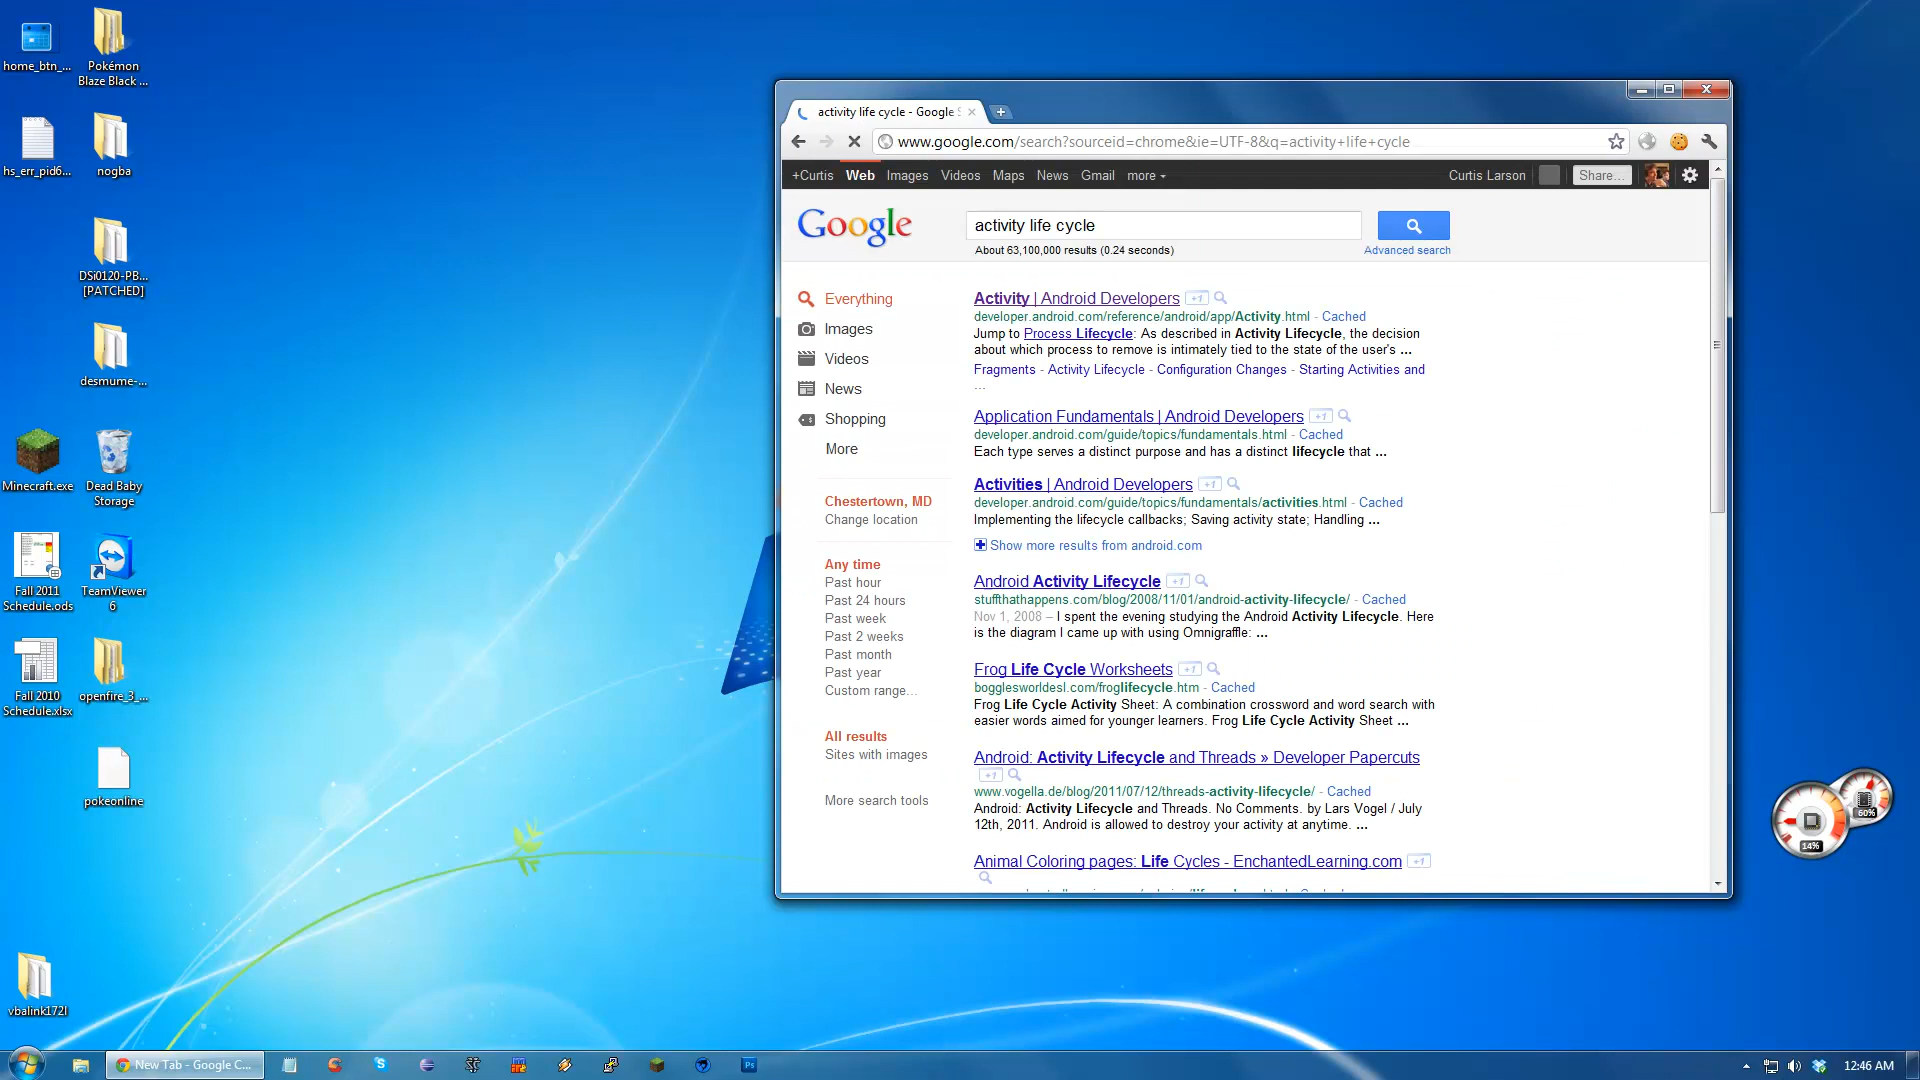 home_btn_...
Pokémon
Blaze Black ...
hs_err_pid6...
nogba
DSi0120-PB...
[PATCHED]
desmume-...
Minecraft.exe
Dead Baby
Storage
Fall 2011
Schedule.ods
TeamViewer
6
Fall 2010
Schedule.xlsx
openfire_3_...
pokeonline
vbalink172l
activity life cycle - Google S
www.google.com/search?sourceid=chrome&ie=UTF-8&q=activity+life+cycle
+Curtis Web Images Videos Maps News Gmail more
Curtis Larson Share...
Google
activity life cycle
About 63,100,000 results (0.24 seconds)
Advanced search
Everything
Images
Videos
News
Shopping
More
Chestertown, MD
Change location
Any time
Past hour
Past 24 hours
Past week
Past 2 weeks
Past month
Past year
Custom range...
All results
Sites with images
More search tools
Activity | Android Developers +1
developer.android.com/reference/android/app/Activity.html - Cached
Jump to Process Lifecycle: As described in Activity Lifecycle, the decision
about which process to remove is intimately tied to the state of the user's ...
Fragments - Activity Lifecycle - Configuration Changes - Starting Activities and
...
Application Fundamentals | Android Developers +1
developer.android.com/guide/topics/fundamentals.html - Cached
Each type serves a distinct purpose and has a distinct lifecycle that ...
Activities | Android Developers +1
developer.android.com/guide/topics/fundamentals/activities.html - Cached
Implementing the lifecycle callbacks; Saving activity state; Handling ...
Show more results from android.com
Android Activity Lifecycle +1
stuffthathappens.com/blog/2008/11/01/android-activity-lifecycle/ - Cached
Nov 1, 2008 – I spent the evening studying the Android Activity Lifecycle. Here
is the diagram I came up with using Omnigraffle: ...
Frog Life Cycle Worksheets +1
bogglesworldesl.com/froglifecycle.htm - Cached
Frog Life Cycle Activity Sheet: A combination crossword and word search with
easier words aimed for younger learners. Frog Life Cycle Activity Sheet ...
Android: Activity Lifecycle and Threads » Developer Papercuts
+1
www.vogella.de/blog/2011/07/12/threads-activity-lifecycle/ - Cached
Android: Activity Lifecycle and Threads. No Comments. by Lars Vogel / July
12th, 2011. Android is allowed to destroy your activity at anytime. ...
Animal Coloring pages: Life Cycles - EnchantedLearning.com +1
60%
14%
New Tab - Google C...
Ps
12:46 AM